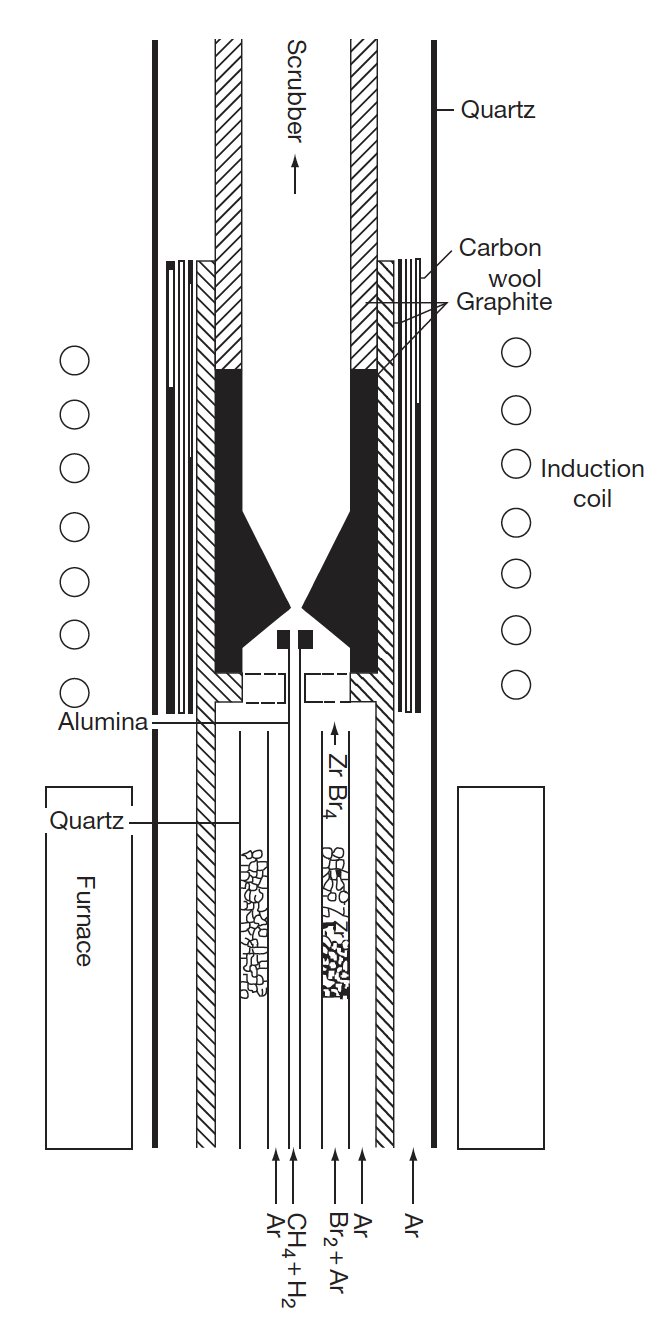 Scrubber
Quartz
Carbon
wool
Graphite
Induction
coil
Alumina
Zr Br4
Quartz
Furnace
Zr
Ar
CH4 + H2
Br2 + Ar
Ar
Ar